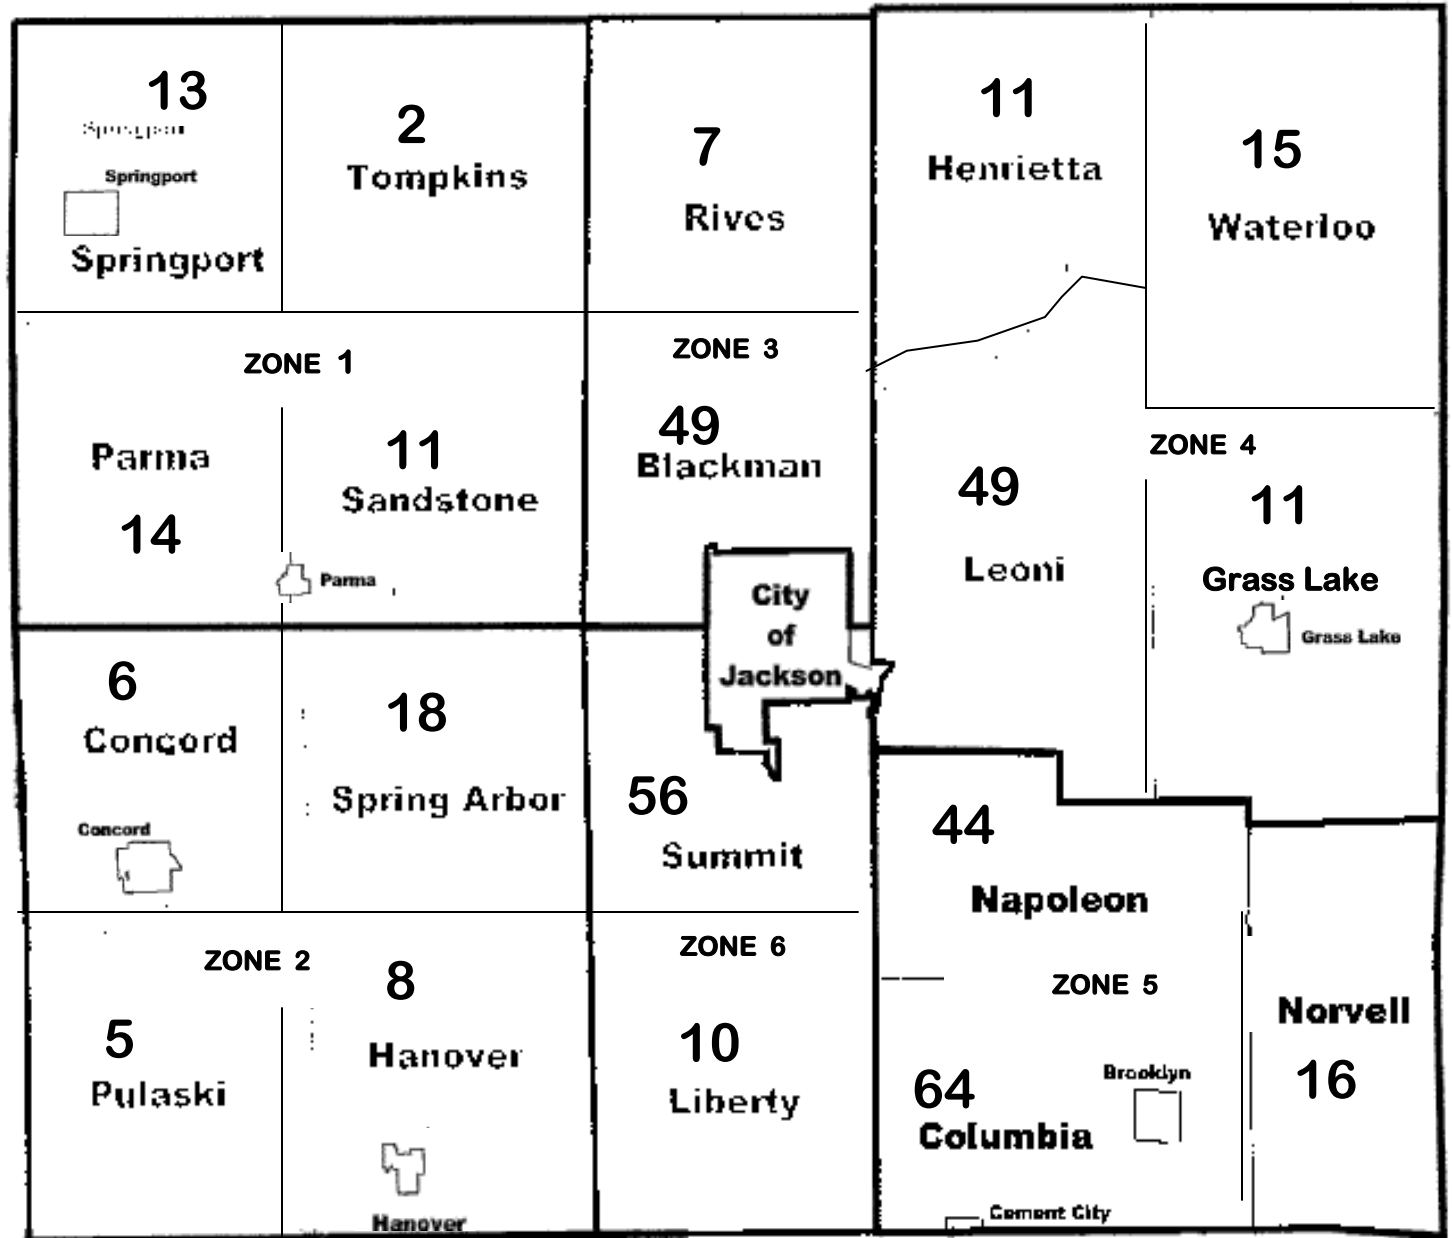 13
Springport
Springport
Springport
2
Tompkins
7
Rives
11
Henrietta
15
Waterloo
ZONE 1
Parma
14
11
Sandstone
Parma
ZONE 3
49
Blackman
City
of
Jackson
ZONE 4
49
Leoni
11
Grass Lake
Grass Lake
6
Concord
Concord
18
Spring Arbor
56
Summit
44
Napoleon
ZONE 2
5
Pulaski
8
Hanover
Hanover
ZONE 6
10
Liberty
ZONE 5
64
Columbia
Brooklyn
Cement City
Norvell
16